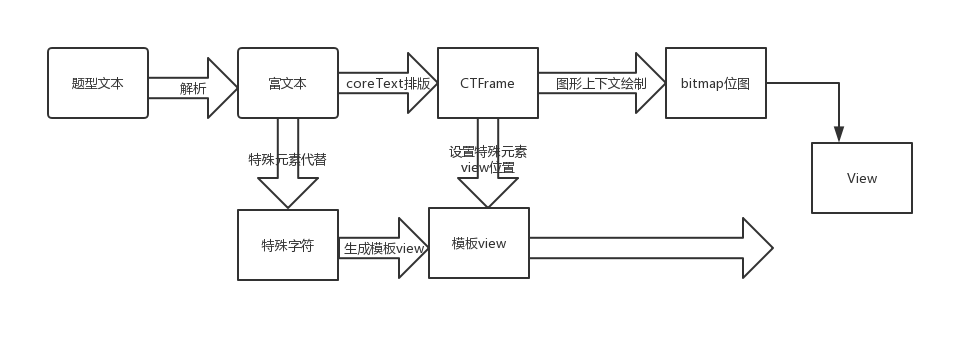 题型文本
解析
富文本
coreText排版
CTFrame
图形上下文绘制
bitmap位图
特殊元素代替
设置特殊元素
view位置
View
特殊字符
生成模板view
模板view